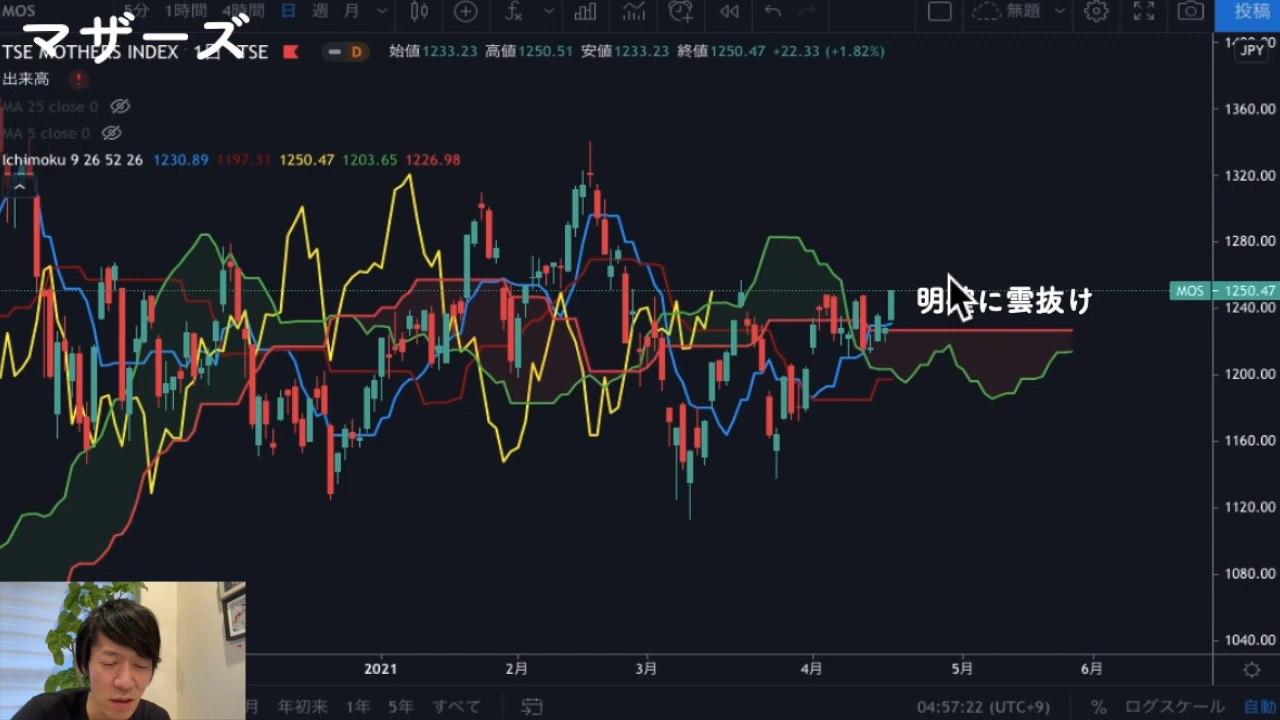 MOS 5分 1時間 4時間 日 週 月 無題 投稿
マザーズ
TSE MOTHERS INDEX 1日 TSE D 始値1233.23 高値1250.51 安値1233.23 終値1250.47 +22.33 (+1.82%)
JPY
出来高
MA 25 close 0
MA 5 close 0
Ichimoku 9 26 52 26 1230.89 1197.31 1250.47 1203.65 1226.98
1360.00
1320.00
1280.00
MOS 1250.47
明確に雲抜け
1240.00
1200.00
1160.00
1120.00
1080.00
1040.00
2021 2月 3月 4月 5月 6月
月 年初来 1年 5年 すべて 04:57:22 (UTC+9) % ログスケール 自動